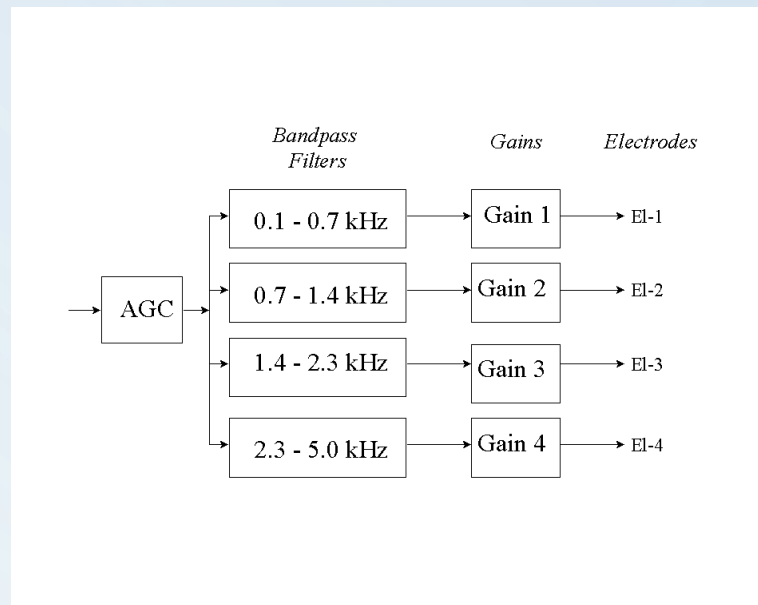 Bandpass
Filters
Gains
Electrodes
0.1 - 0.7 kHz
Gain 1
El-1
AGC
0.7 - 1.4 kHz
Gain 2
El-2
1.4 - 2.3 kHz
Gain 3
El-3
2.3 - 5.0 kHz
Gain 4
El-4